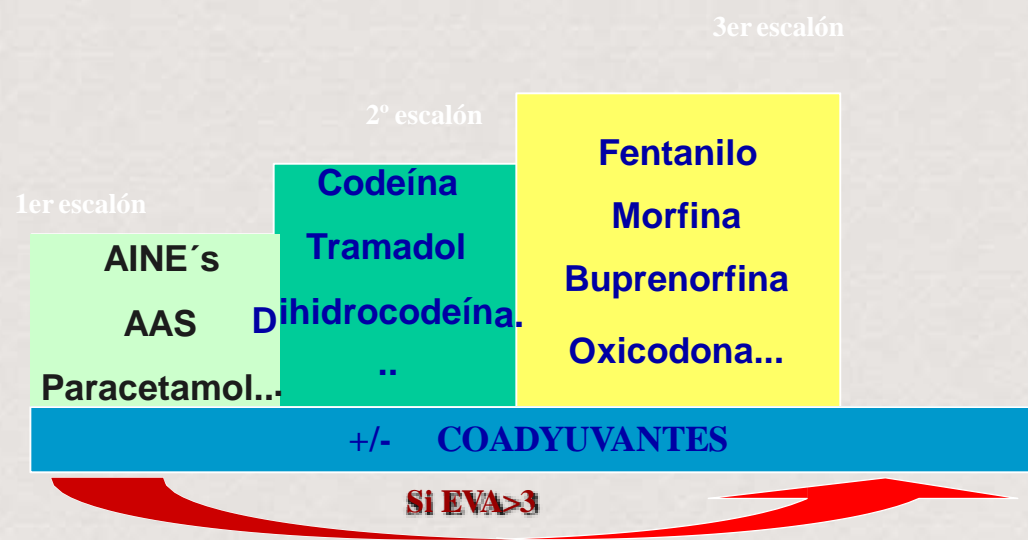 1er escalón
AINE´s
AAS
Paracetamol...
2º escalón
Codeína
Tramadol
Dihidrocodeína.
..
3er escalón
Fentanilo
Morfina
Buprenorfina
Oxicodona...
+/- COADYUVANTES
Si EVA>3